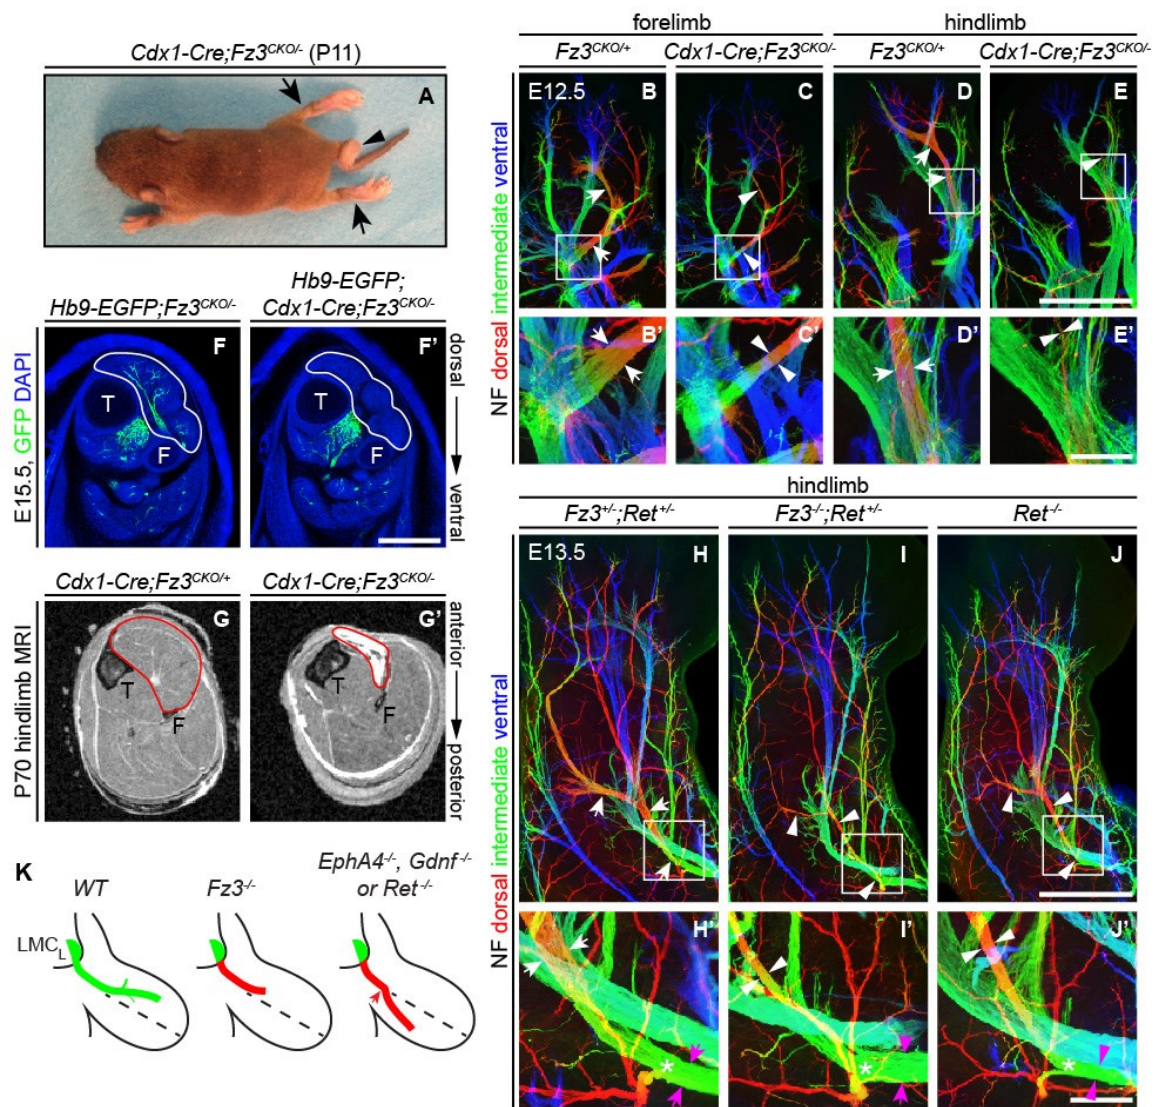 Cdx1-Cre;Fz3CKO/- (P11)
A
forelimb
hindlimb
Fz3CKO/+
Cdx1-Cre;Fz3CKO/-
Fz3CKO/+
Cdx1-Cre;Fz3CKO/-
E12.5
B
C
D
E
B'
C'
D'
E'
NF dorsal intermediate ventral
Hb9-EGFP;Fz3CKO/-
Hb9-EGFP;
Cdx1-Cre;Fz3CKO/-
F
F'
T
F
T
F
E15.5, GFP DAPI
dorsal
ventral
Cdx1-Cre;Fz3CKO/+
Cdx1-Cre;Fz3CKO/-
G
G'
T
F
T
F
P70 hindlimb MRI
anterior
posterior
hindlimb
Fz3+/-;Ret+/-
Fz3-/-;Ret+/-
Ret-/-
E13.5
H
I
J
H'
I'
J'
*
*
*
NF dorsal intermediate ventral
K
WT
Fz3-/-
EphA4-/-, Gdnf-/-
or Ret-/-
LMCL